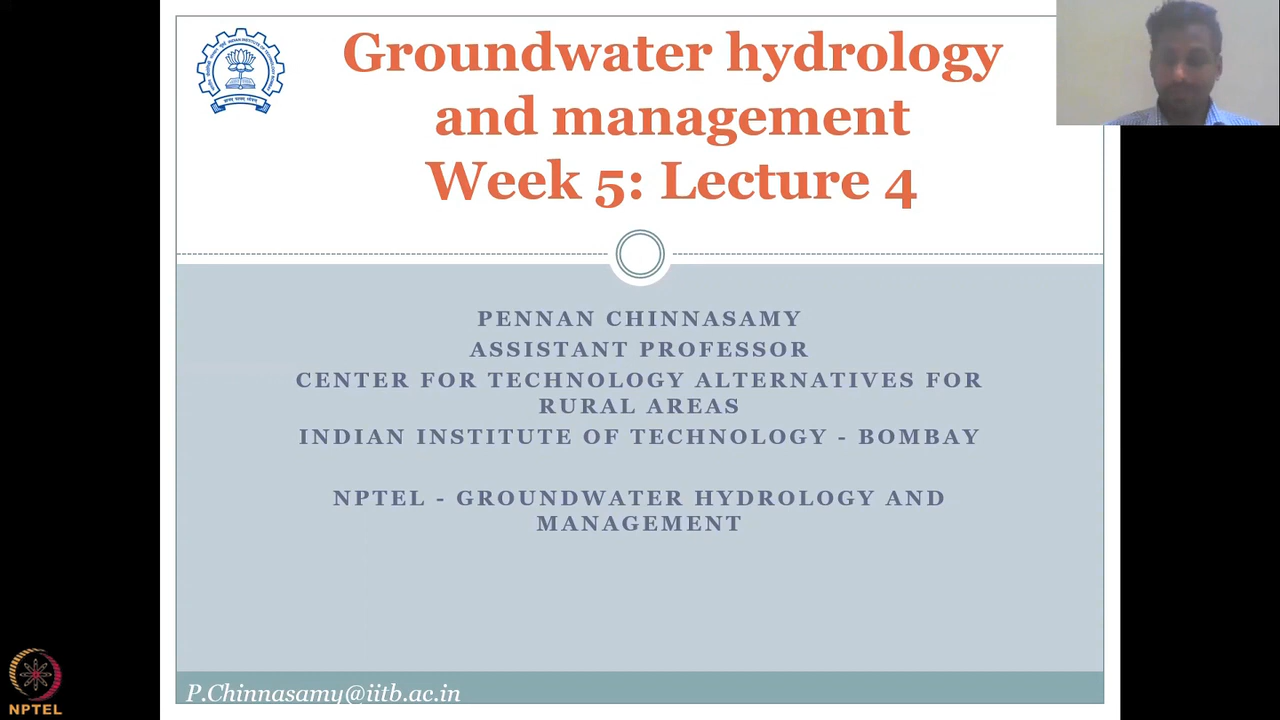 Groundwater hydrology
and management
Week 5: Lecture 4
PENNAN CHINNASAMY
ASSISTANT PROFESSOR
CENTER FOR TECHNOLOGY ALTERNATIVES FOR
RURAL AREAS
INDIAN INSTITUTE OF TECHNOLOGY - BOMBAY
NPTEL - GROUNDWATER HYDROLOGY AND
MANAGEMENT
P.Chinnasamy@iitb.ac.in
NPTEL